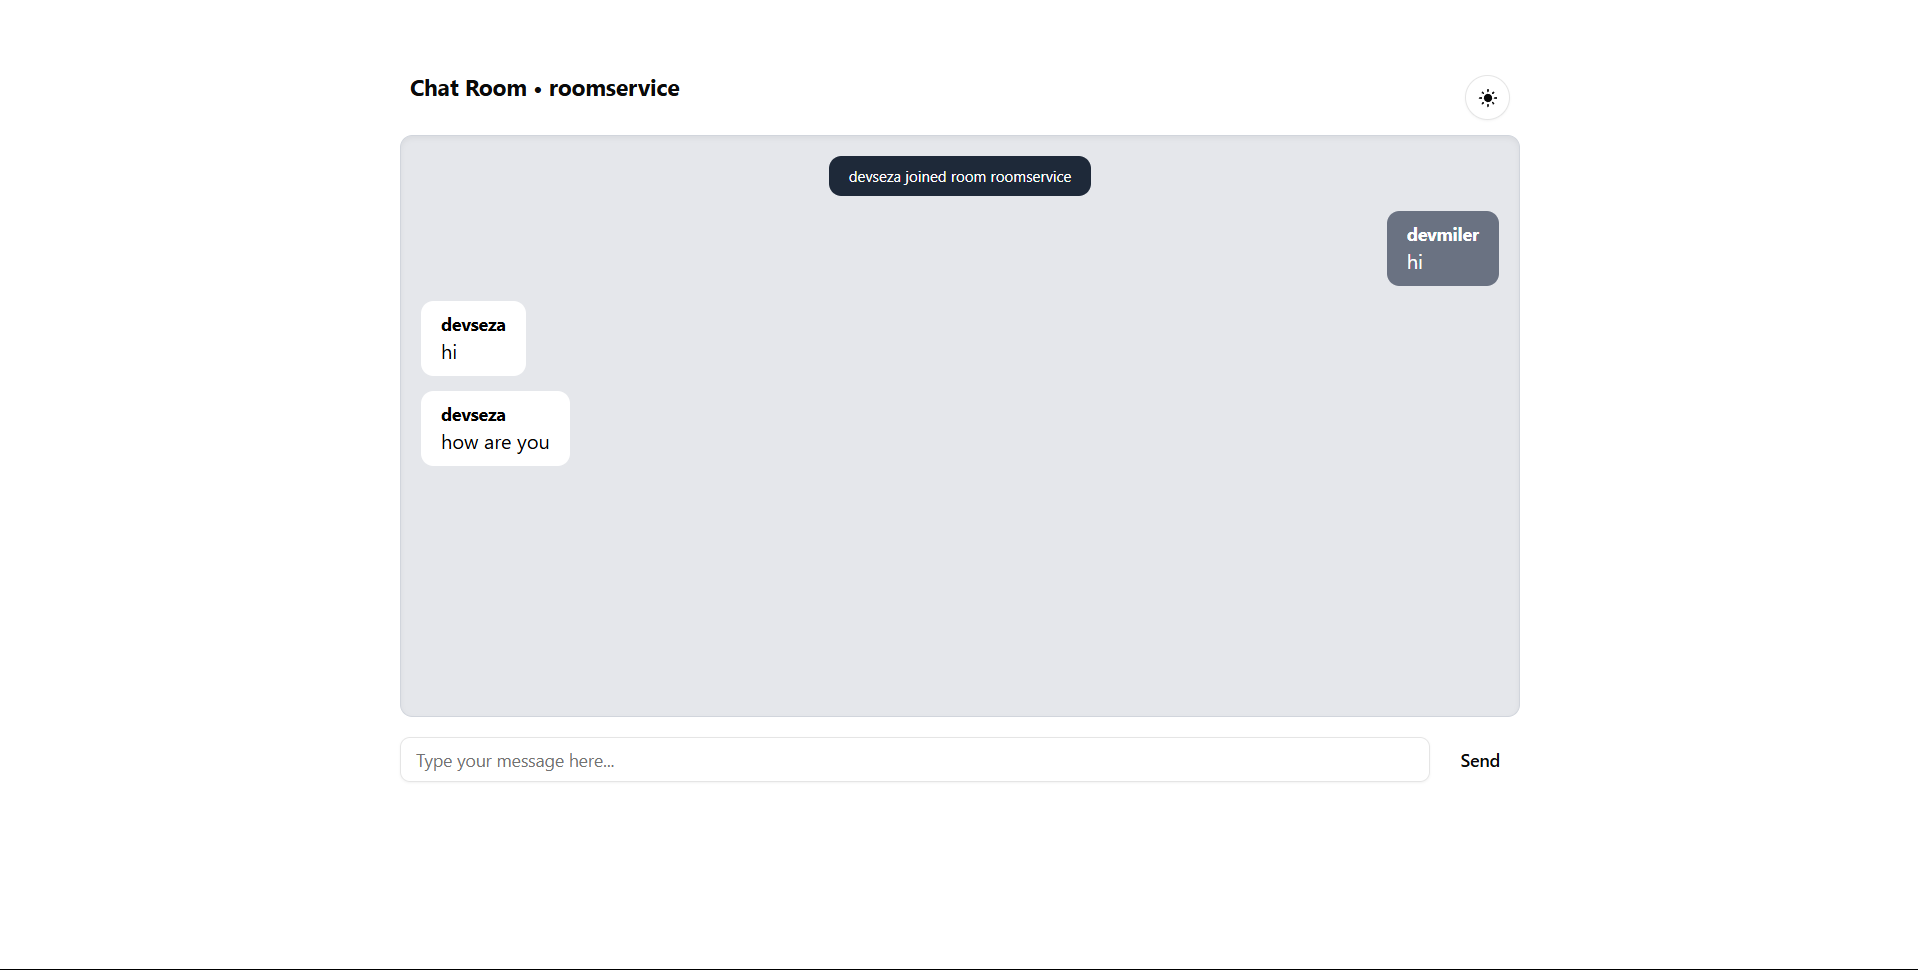 Chat Room • roomservice
devseza joined room roomservice
devmiler
hi
devseza
hi
devseza
how are you
Type your message here...
Send